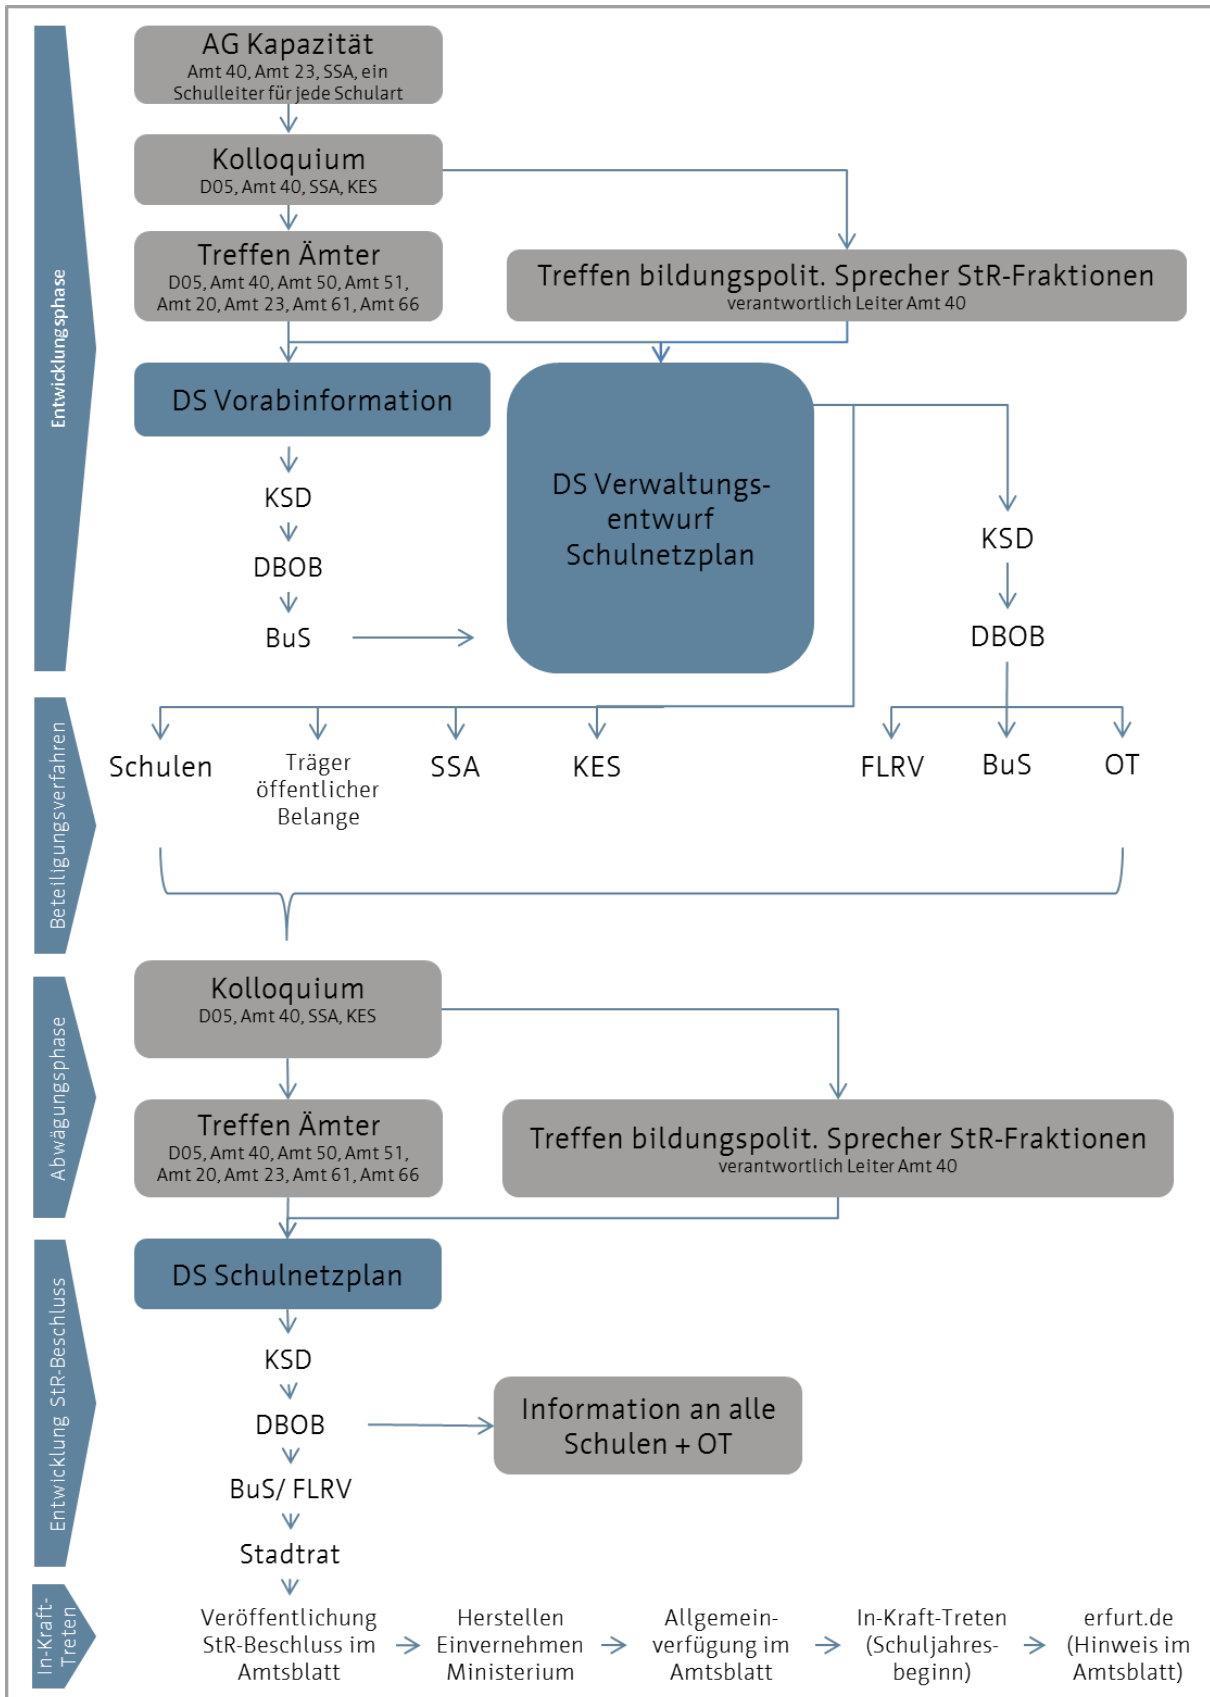 Entwicklungsphase
AG Kapazität
Amt 40, Amt 23, SSA, ein
Schulleiter für jede Schulart
Kolloquium
D05, Amt 40, SSA, KES
Treffen Ämter
D05, Amt 40, Amt 50, Amt 51,
Amt 20, Amt 23, Amt 61, Amt 66
Treffen bildungspolit. Sprecher StR-Fraktionen
verantwortlich Leiter Amt 40
DS Vorabinformation
KSD
DBOB
BuS
DS Verwaltungs-
entwurf
Schulnetzplan
KSD
DBOB
Beteiligungsverfahren
Schulen
Träger
öffentlicher
Belange
SSA
KES
FLRV
BuS
OT
Abwägungsphase
Kolloquium
D05, Amt 40, SSA, KES
Treffen Ämter
D05, Amt 40, Amt 50, Amt 51,
Amt 20, Amt 23, Amt 61, Amt 66
Treffen bildungspolit. Sprecher StR-Fraktionen
verantwortlich Leiter Amt 40
Entwicklung StR-Beschluss
DS Schulnetzplan
KSD
DBOB
Information an alle
Schulen + OT
BuS/ FLRV
Stadtrat
In-Kraft-
Treten
Veröffentlichung
StR-Beschluss im
Amtsblatt
Herstellen
Einvernehmen
Ministerium
Allgemein-
verfügung im
Amtsblatt
In-Kraft-Treten
(Schuljahres-
beginn)
erfurt.de
(Hinweis im
Amtsblatt)